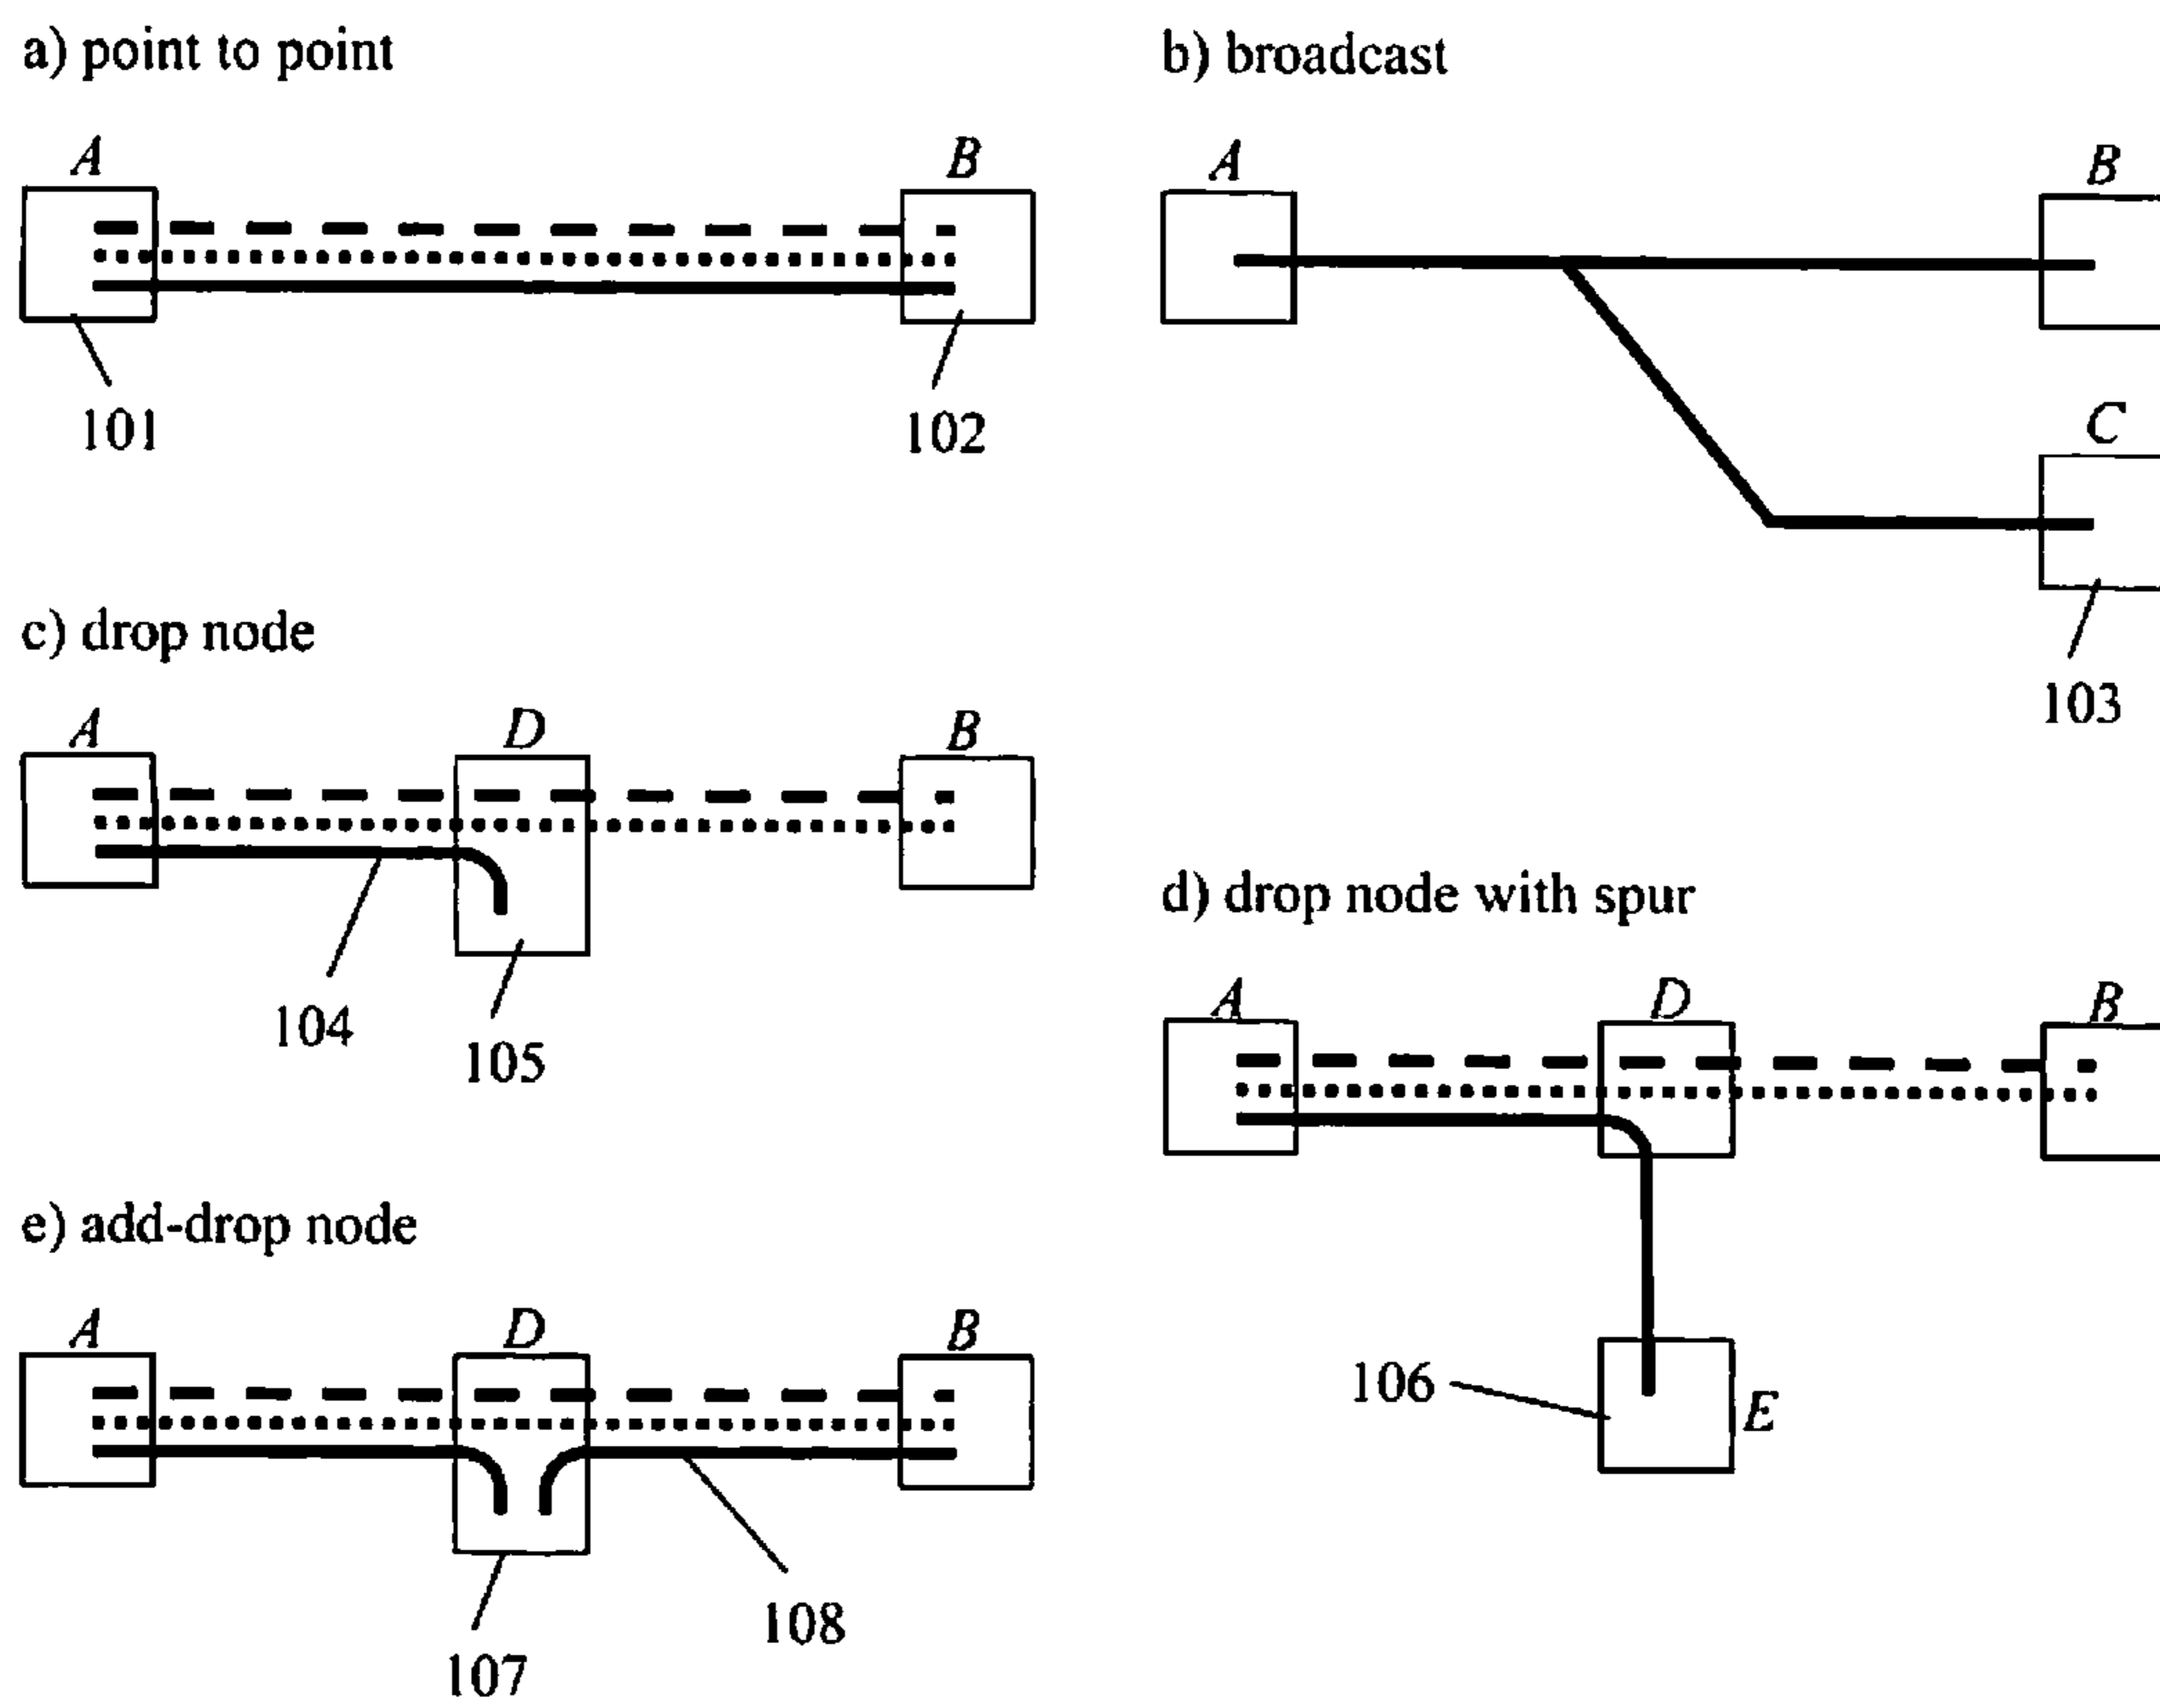 a) point to point
A
B
101
102
b) broadcast
A
B
C
103
c) drop node
A
D
B
104
105
d) drop node with spur
A
D
B
106
E
e) add-drop node
A
D
B
107
108